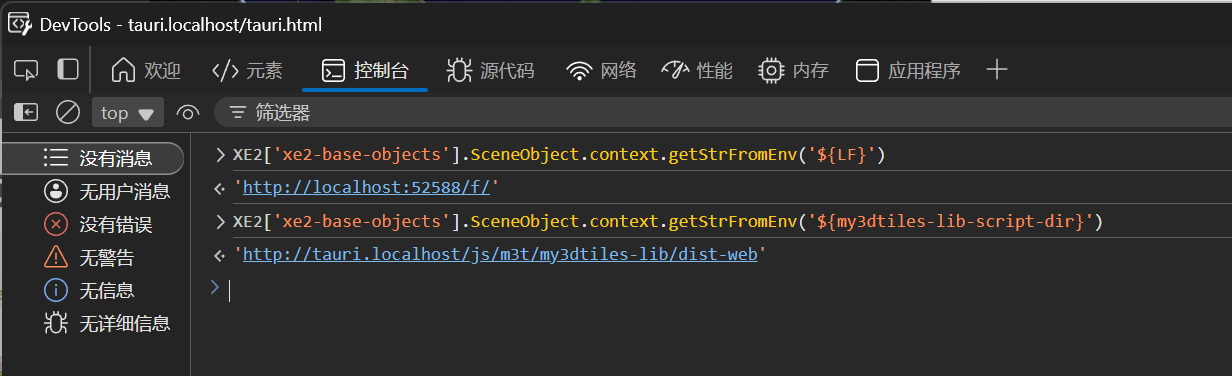 DevTools - tauri.localhost/tauri.html
欢迎 </> 元素 控制台 源代码 网络 性能 内存 应用程序 +
top 筛选器
没有消息
无用户消息
没有错误
无警告
无信息
无详细信息
> XE2['xe2-base-objects'].SceneObject.context.getStrFromEnv('${LF}')
'http://localhost:52588/f/'
> XE2['xe2-base-objects'].SceneObject.context.getStrFromEnv('${my3dtiles-lib-script-dir}')
'http://tauri.localhost/js/m3t/my3dtiles-lib/dist-web'
>